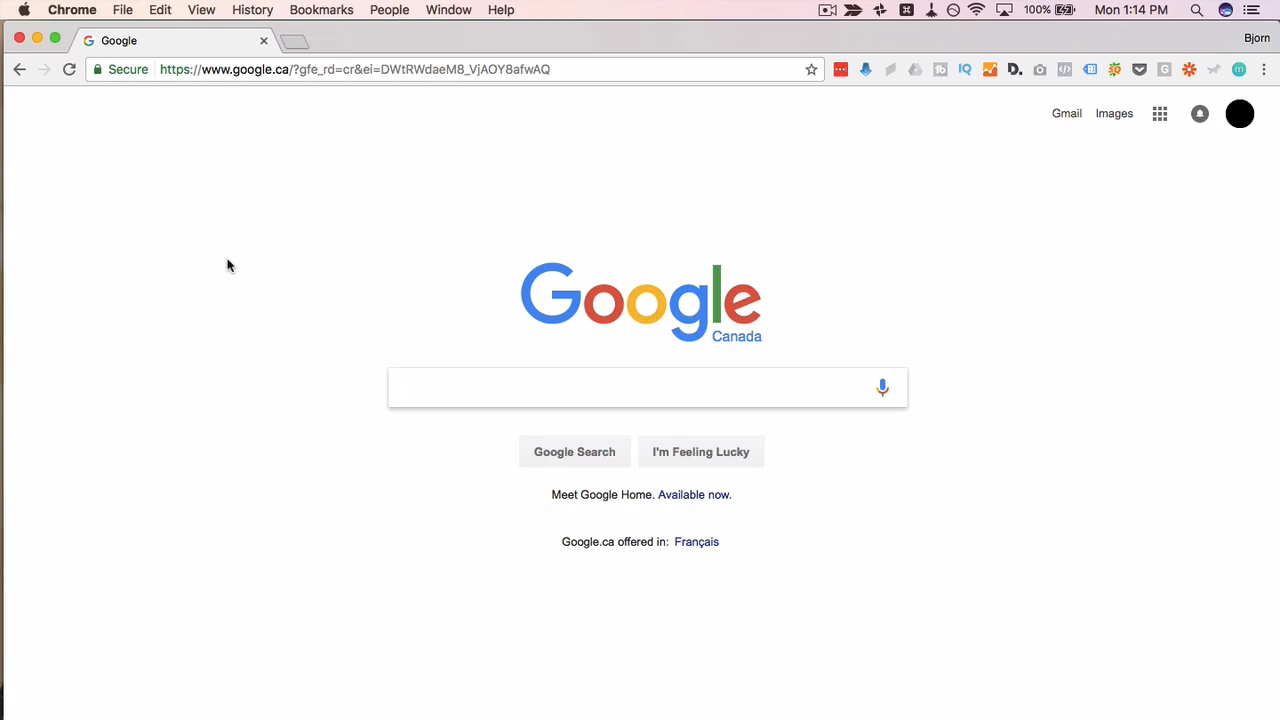 Chrome File Edit View History Bookmarks People Window Help 100% Mon 1:14 PM
Google Bjorn
Secure https://www.google.ca/?gfe_rd=cr&ei=DWtRWdaeM8_VjAOY8afwAQ
Gmail Images
Google
Canada
Google Search I'm Feeling Lucky
Meet Google Home. Available now.
Google.ca offered in: Français